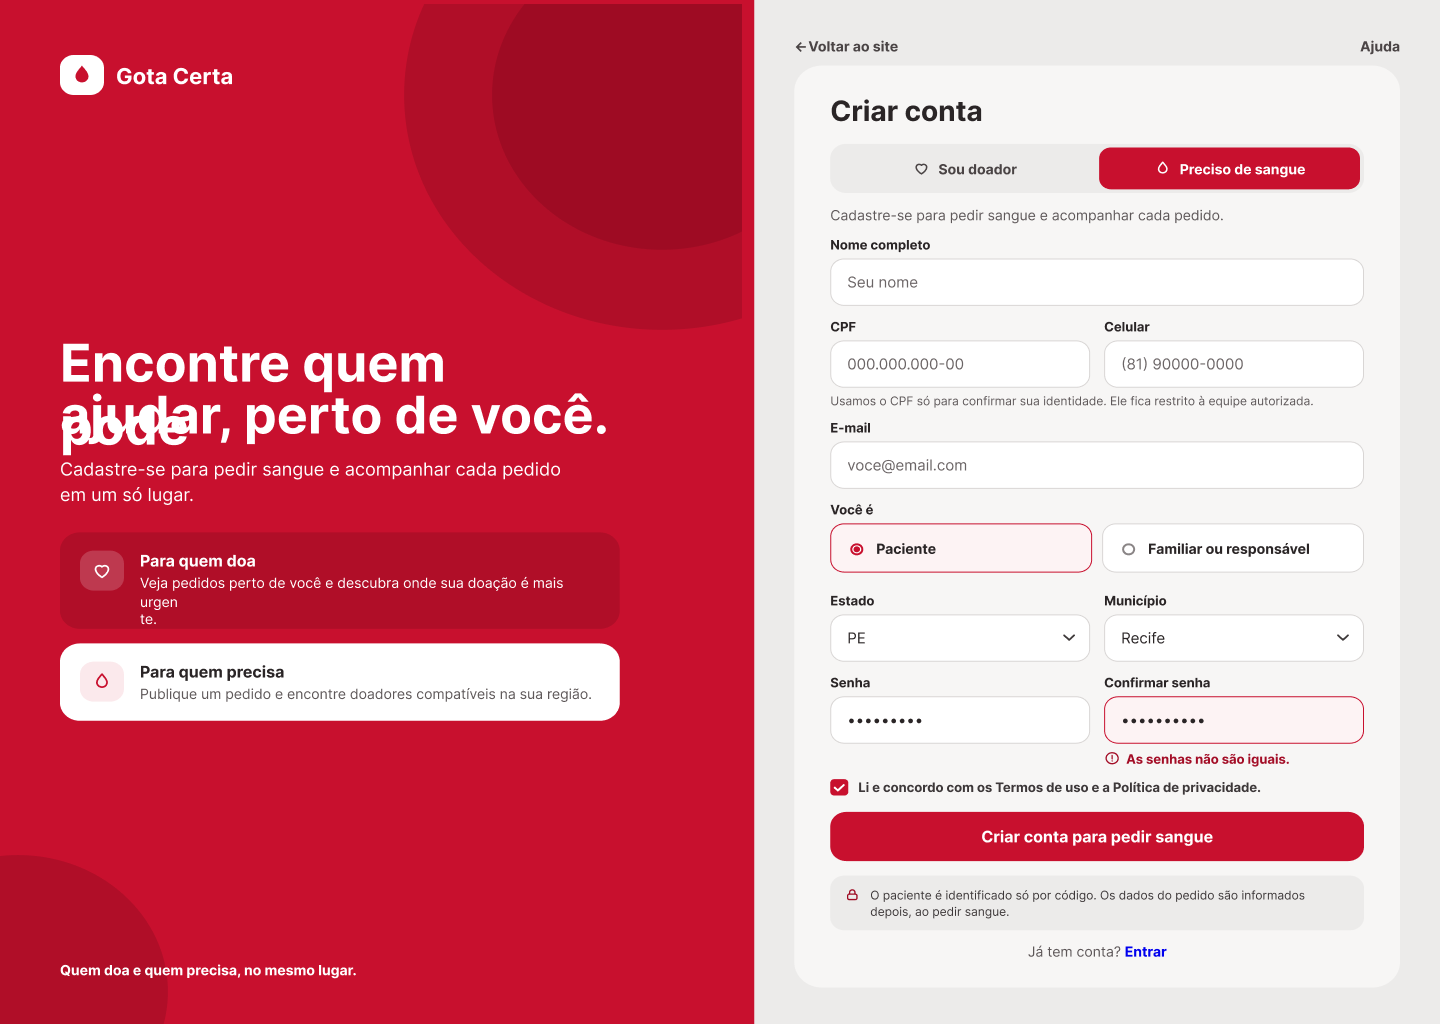 Gota Certa
Encontre quem
pode
ajudar, perto de você.
Cadastre-se para pedir sangue e acompanhar cada pedido
em um só lugar.
Para quem doa
Veja pedidos perto de você e descubra onde sua doação é mais
urgen
te.
Para quem precisa
Publique um pedido e encontre doadores compatíveis na sua região.
Quem doa e quem precisa, no mesmo lugar.
←Voltar ao site
Ajuda
Criar conta
Sou doador
Preciso de sangue
Cadastre-se para pedir sangue e acompanhar cada pedido.
Nome completo
Seu nome
CPF
Celular
000.000.000-00
(81) 90000-0000
Usamos o CPF só para confirmar sua identidade. Ele fica restrito à equipe autorizada.
E-mail
voce@email.com
Você é
Paciente
Familiar ou responsável
Estado
Município
PE
Recife
Senha
Confirmar senha
•••••••••
••••••••••
As senhas não são iguais.
Li e concordo com os Termos de uso e a Política de privacidade.
Criar conta para pedir sangue
O paciente é identificado só por código. Os dados do pedido são informados
depois, ao pedir sangue.
Já tem conta? Entrar